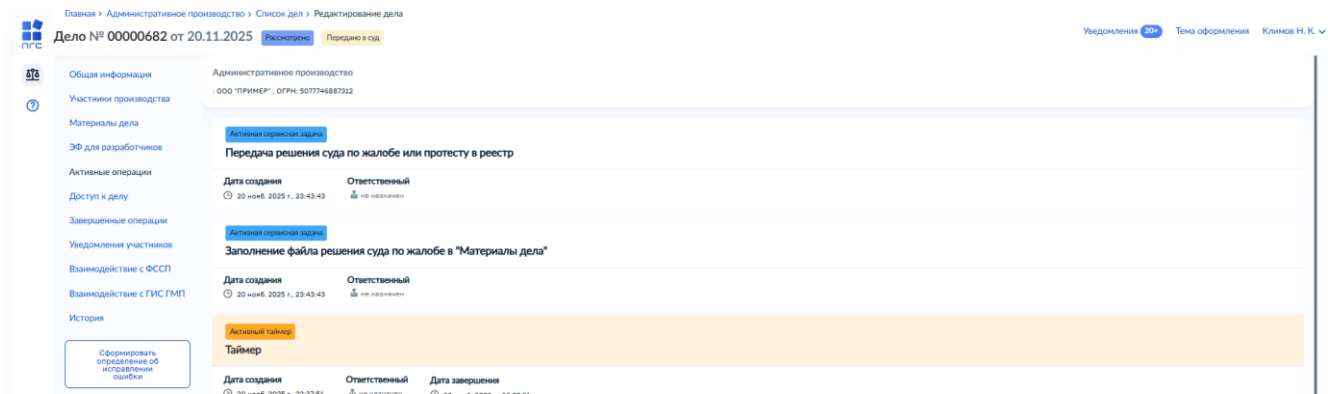 Главная > Административное производство > Список дел > Редактирование дела
ПГС
Дело № 00000682 от 20.11.2025 Рассмотрено Передано в суд
Уведомления 20+ Тема оформления Климов Н. К.
Общая информация
Участники производства
Материалы дела
ЭФ для разработчиков
Активные операции
Доступ к делу
Завершенные операции
Уведомления участников
Взаимодействие с ФССП
Взаимодействие с ГИС ГМП
История
Сформировать
определение об
исправлении
ошибки
Административное производство
: ООО "ПРИМЕР" , ОГРН: 5077746887312
Активная сервисная задача
Передача решения суда по жалобе или протесту в реестр
Дата создания Ответственный
20 нояб. 2025 г., 23:43:43 не назначен
Активная сервисная задача
Заполнение файла решения суда по жалобе в "Материалы дела"
Дата создания Ответственный
20 нояб. 2025 г., 23:43:43 не назначен
Активный таймер
Таймер
Дата создания Ответственный Дата завершения